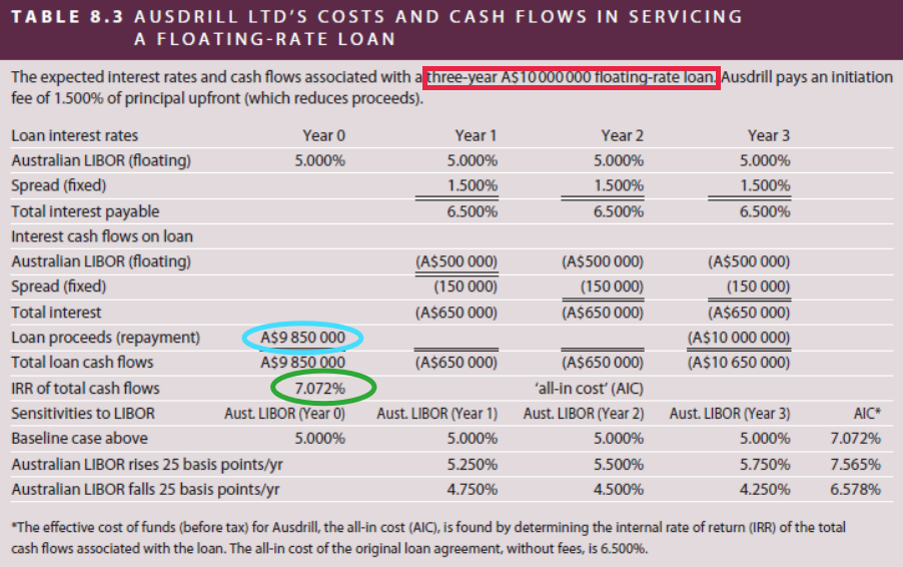 TABLE 8.3 AUSDRILL LTD'S COSTS AND CASH FLOWS IN SERVICING
A FLOATING-RATE LOAN
The expected interest rates and cash flows associated with a three-year A$10 000 000 floating-rate loan. Ausdrill pays an initiation
fee of 1.500% of principal upfront (which reduces proceeds).
Loan interest rates Year 0 Year 1 Year 2 Year 3
Australian LIBOR (floating) 5.000% 5.000% 5.000% 5.000%
Spread (fixed) 1.500% 1.500% 1.500%
Total interest payable 6.500% 6.500% 6.500%
Interest cash flows on loan
Australian LIBOR (floating) (A$500 000) (A$500 000) (A$500 000)
Spread (fixed) (150 000) (150 000) (150 000)
Total interest (A$650 000) (A$650 000) (A$650 000)
Loan proceeds (repayment) A$9 850 000 (A$10 000 000)
Total loan cash flows A$9 850 000 (A$650 000) (A$650 000) (A$10 650 000)
IRR of total cash flows 7.072% 'all-in cost' (AIC)
Sensitivities to LIBOR Aust. LIBOR (Year 0) Aust. LIBOR (Year 1) Aust. LIBOR (Year 2) Aust. LIBOR (Year 3) AIC*
Baseline case above 5.000% 5.000% 5.000% 5.000% 7.072%
Australian LIBOR rises 25 basis points/yr 5.250% 5.500% 5.750% 7.565%
Australian LIBOR falls 25 basis points/yr 4.750% 4.500% 4.250% 6.578%
*The effective cost of funds (before tax) for Ausdrill, the all-in cost (AIC), is found by determining the internal rate of return (IRR) of the total
cash flows associated with the loan. The all-in cost of the original loan agreement, without fees, is 6.500%.